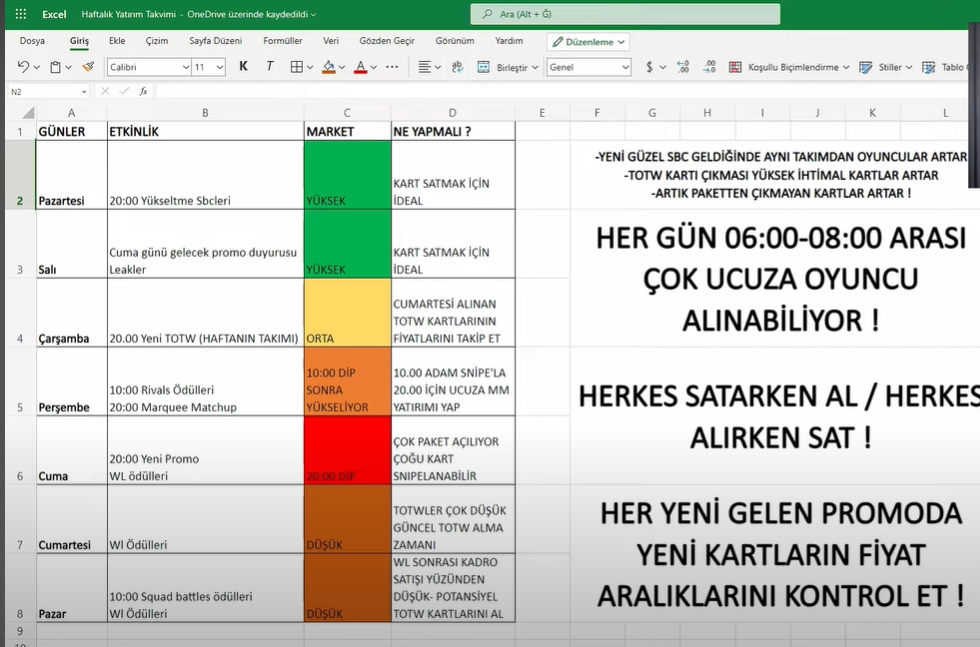 Excel Haftalık Yatırım Takvimi - OneDrive üzerinde kaydedildi
Ara (Alt + Ğ)
Dosya Giriş Ekle Çizim Sayfa Düzeni Formüller Veri Gözden Geçir Görünüm Yardım Düzenleme
Calibri 11 K T Birleştir Genel $ Koşullu Biçimlendirme Stiller Tablo
N2 fx
A B C D E F G H I J K L
1 GÜNLER ETKİNLİK MARKET NE YAPMALI ?
2 Pazartesi
20:00 Yükseltme Sbcleri
YÜKSEK
KART SATMAK İÇİN
İDEAL
3 Salı
Cuma günü gelecek promo duyurusu
Leakler
YÜKSEK
KART SATMAK İÇİN
İDEAL
4 Çarşamba
20.00 Yeni TOTW (HAFTANIN TAKIMI)
ORTA
CUMARTESİ ALINAN
TOTW KARTLARININ
FİYATLARINI TAKİP ET
5 Perşembe
10:00 Rivals Ödülleri
20:00 Marquee Matchup
10:00 DİP
SONRA
YÜKSELİYOR
10.00 ADAM SNİPE'LA
20.00 İÇİN UCUZA MM
YATIRIMI YAP
6 Cuma
20:00 Yeni Promo
WL ödülleri
20:00 DİP
ÇOK PAKET AÇILIYOR
ÇOĞU KART
SNIPELANABİLİR
7 Cumartesi
Wl Ödülleri
DÜŞÜK
TOTWLER ÇOK DÜŞÜK
GÜNCEL TOTW ALMA
ZAMANI
8 Pazar
10:00 Squad battles ödülleri
Wl Ödülleri
DÜŞÜK
WL SONRASI KADRO
SATIŞI YÜZÜNDEN
DÜŞÜK- POTANSİYEL
TOTW KARTLARINI AL
9
10
-YENİ GÜZEL SBC GELDİĞİNDE AYNI TAKIMDAN OYUNCULAR ARTAR
-TOTW KARTI ÇIKMASI YÜKSEK İHTİMAL KARTLAR ARTAR
-ARTIK PAKETTEN ÇIKMAYAN KARTLAR ARTAR !
HER GÜN 06:00-08:00 ARASI
ÇOK UCUZA OYUNCU
ALINABİLİYOR !
HERKES SATARKEN AL / HERKES
ALIRKEN SAT !
HER YENİ GELEN PROMODA
YENİ KARTLARIN FİYAT
ARALIKLARINI KONTROL ET !